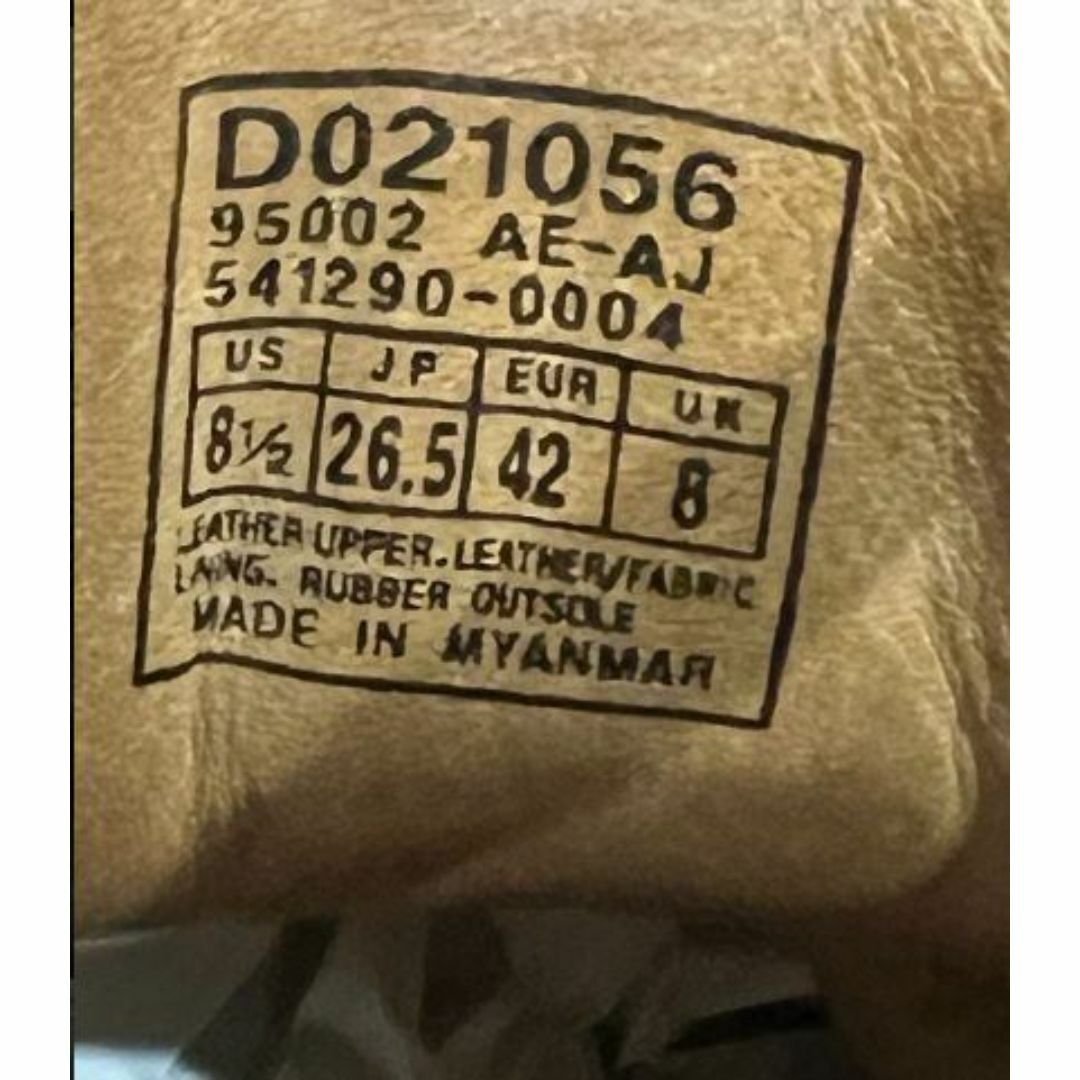 D021056
95002 AE-AJ
541290-0004
US JP EUR UK
8½ 26.5 42 8
LEATHER UPPER. LEATHER/FABRIC
LINING. RUBBER OUTSOLE
MADE IN MYANMAR